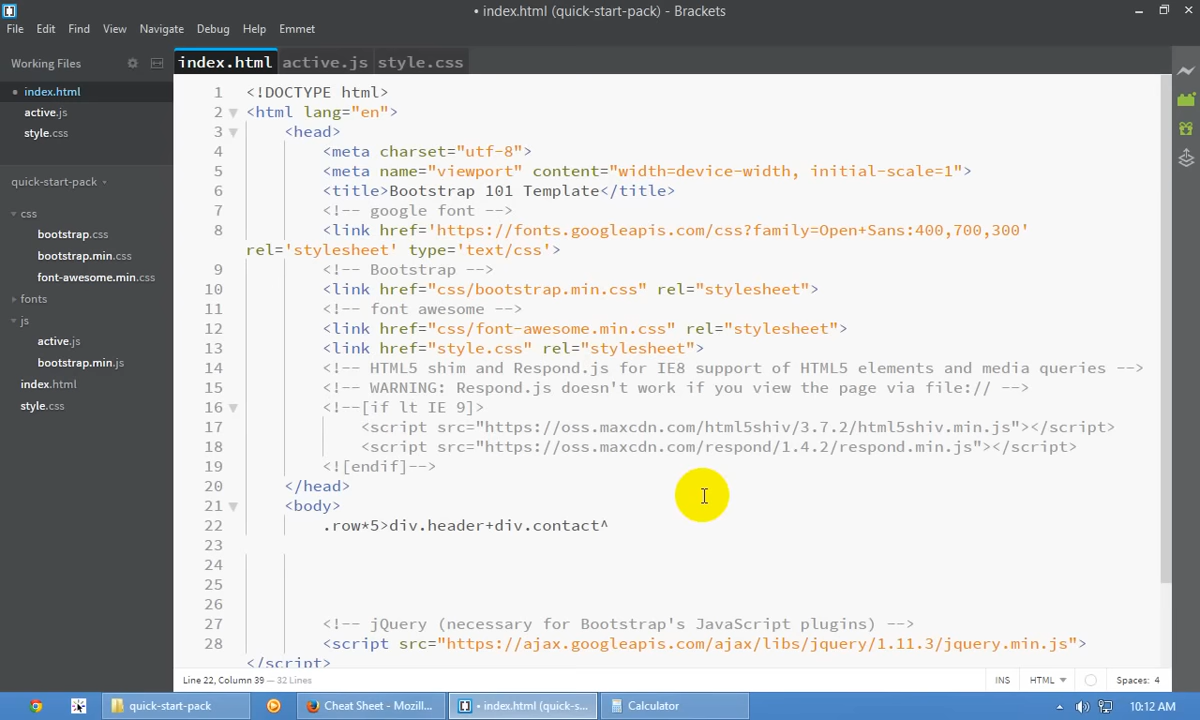 • index.html (quick-start-pack) - Brackets
File Edit Find View Navigate Debug Help Emmet
Working Files
• index.html
active.js
style.css
quick-start-pack
css
bootstrap.css
bootstrap.min.css
font-awesome.min.css
fonts
js
active.js
bootstrap.min.js
index.html
style.css
index.html active.js style.css
1 <!DOCTYPE html>
2 <html lang="en">
3 <head>
4 <meta charset="utf-8">
5 <meta name="viewport" content="width=device-width, initial-scale=1">
6 <title>Bootstrap 101 Template</title>
7 <!-- google font -->
8 <link href='https://fonts.googleapis.com/css?family=Open+Sans:400,700,300'
rel='stylesheet' type='text/css'>
9 <!-- Bootstrap -->
10 <link href="css/bootstrap.min.css" rel="stylesheet">
11 <!-- font awesome -->
12 <link href="css/font-awesome.min.css" rel="stylesheet">
13 <link href="style.css" rel="stylesheet">
14 <!-- HTML5 shim and Respond.js for IE8 support of HTML5 elements and media queries -->
15 <!-- WARNING: Respond.js doesn't work if you view the page via file:// -->
16 <!--[if lt IE 9]>
17 <script src="https://oss.maxcdn.com/html5shiv/3.7.2/html5shiv.min.js"></script>
18 <script src="https://oss.maxcdn.com/respond/1.4.2/respond.min.js"></script>
19 <![endif]-->
20 </head>
21 <body>
22 .row*5>div.header+div.contact^
23
24
25
26
27 <!-- jQuery (necessary for Bootstrap's JavaScript plugins) -->
28 <script src="https://ajax.googleapis.com/ajax/libs/jquery/1.11.3/jquery.min.js">
</script>
Line 22, Column 39 — 32 Lines
INS HTML Spaces: 4
quick-start-pack Cheat Sheet - Mozill... • index.html (quick-s... Calculator 10:12 AM